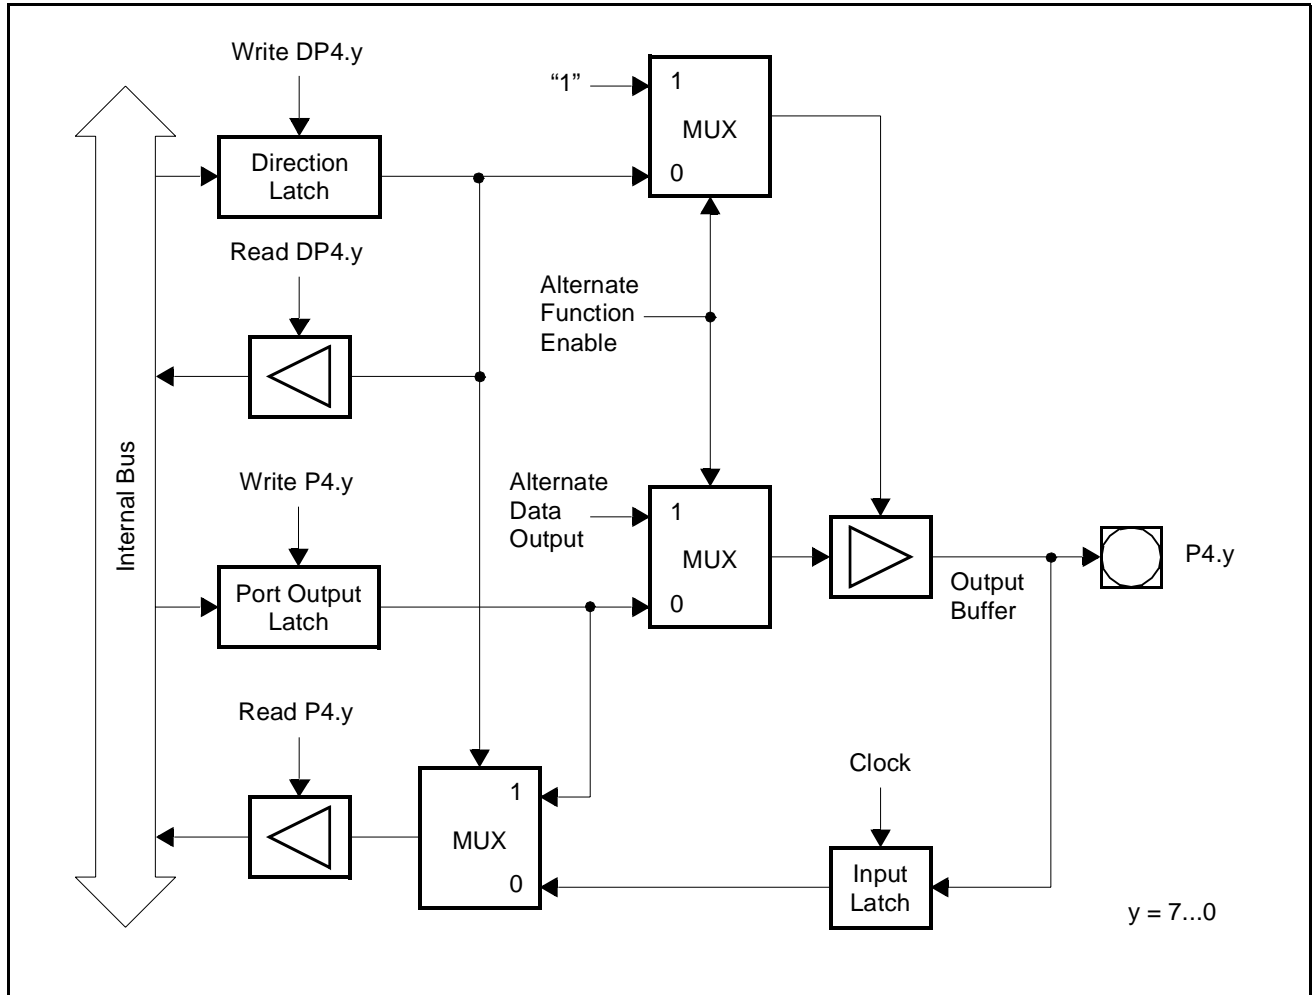 Write DP4.y
“1”
1
MUX
0
Direction
Latch
Read DP4.y
Alternate
Function
Enable
Internal Bus
Write P4.y
Alternate
Data
Output
1
MUX
0
Port Output
Latch
Output
Buffer
P4.y
Read P4.y
1
MUX
0
Clock
Input
Latch
y = 7...0